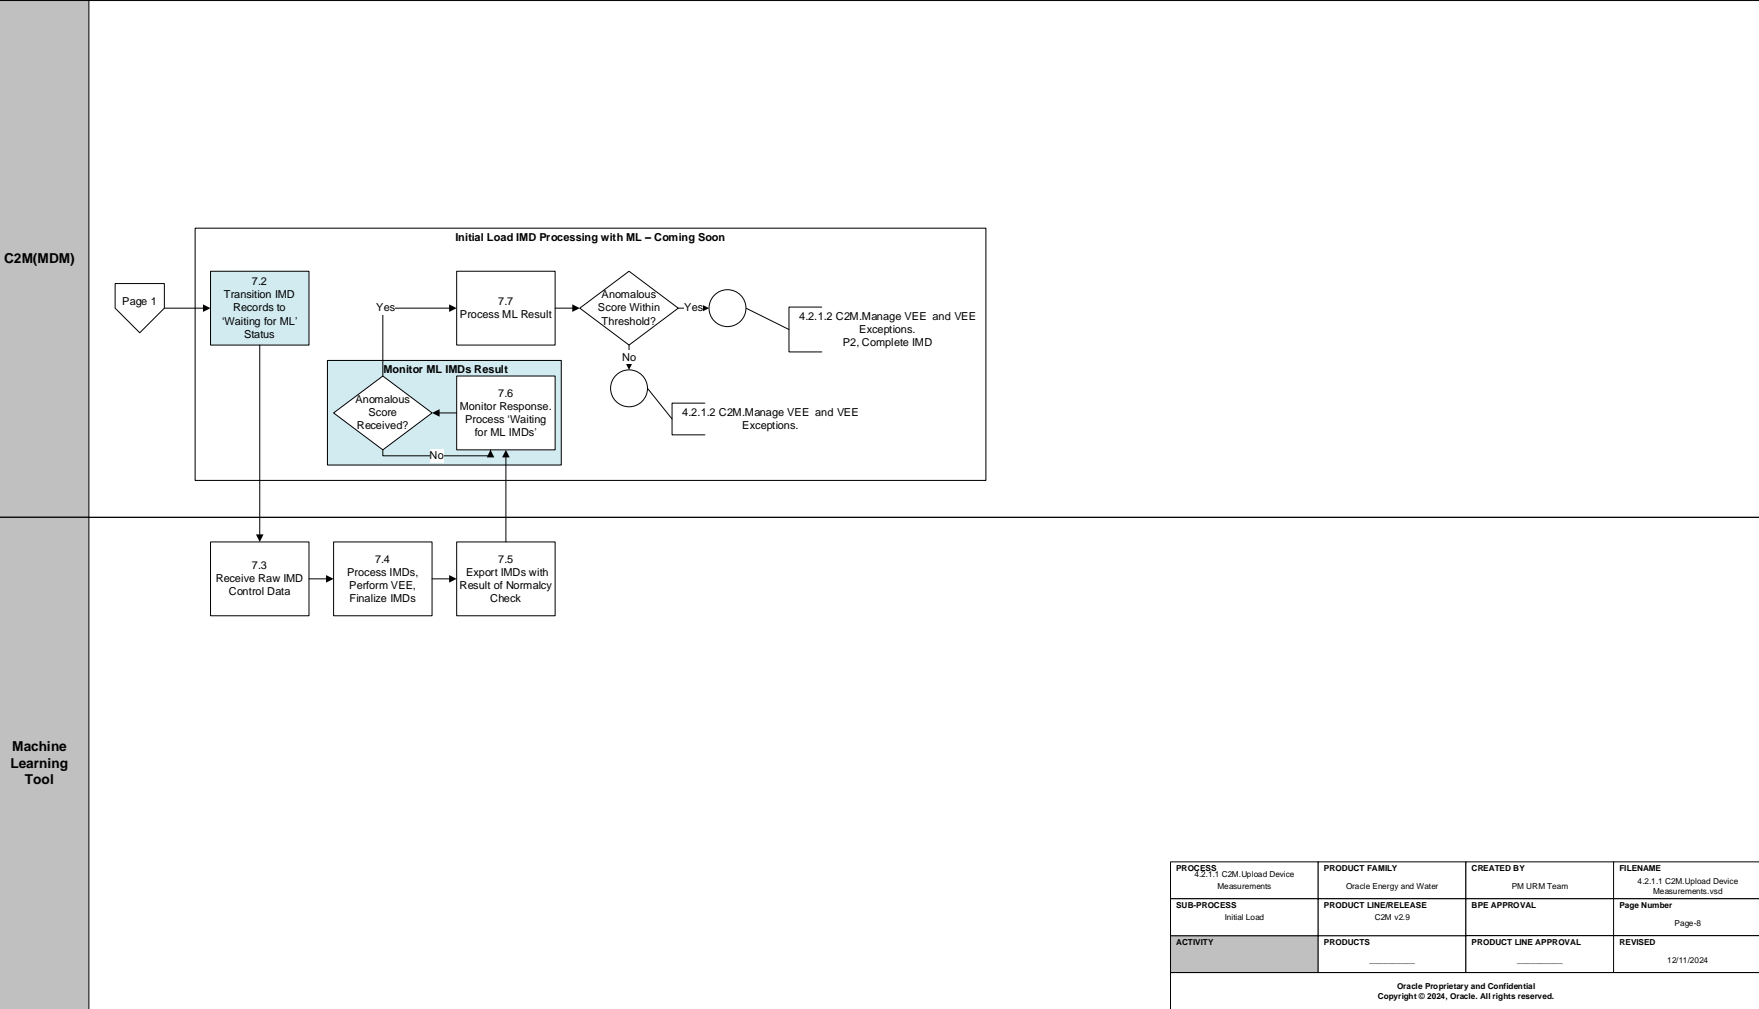 C2M(MDM)
Initial Load IMD Processing with ML – Coming Soon
Page 1
7.2
Transition IMD
Records to
‘Waiting for ML’
Status
Yes
7.7
Process ML Result
Anomalous
Score Within
Threshold?
Yes
4.2.1.2 C2M.Manage VEE  and VEE
Exceptions.
P2, Complete IMD
No
4.2.1.2 C2M.Manage VEE  and VEE
Exceptions.
Monitor ML IMDs Result
Anomalous
Score
Received?
7.6
Monitor Response.
Process ‘Waiting
for ML IMDs’
No
Machine
Learning
Tool
7.3
Receive Raw IMD
Control Data
7.4
Process IMDs,
Perform VEE,
Finalize IMDs
7.5
Export IMDs with
Result of Normalcy
Check
PROCESS
4.2.1.1 C2M.Upload Device
Measurements
PRODUCT FAMILY
Oracle Energy and Water
CREATED BY
PM URM Team
FILENAME
4.2.1.1 C2M.Upload Device
Measurements.vsd
SUB-PROCESS
Initial Load
PRODUCT LINE/RELEASE
C2M v2.9
BPE APPROVAL
Page Number
Page-8
ACTIVITY
PRODUCTS
PRODUCT LINE APPROVAL
REVISED
12/11/2024
Oracle Proprietary and Confidential
Copyright © 2024, Oracle. All rights reserved.